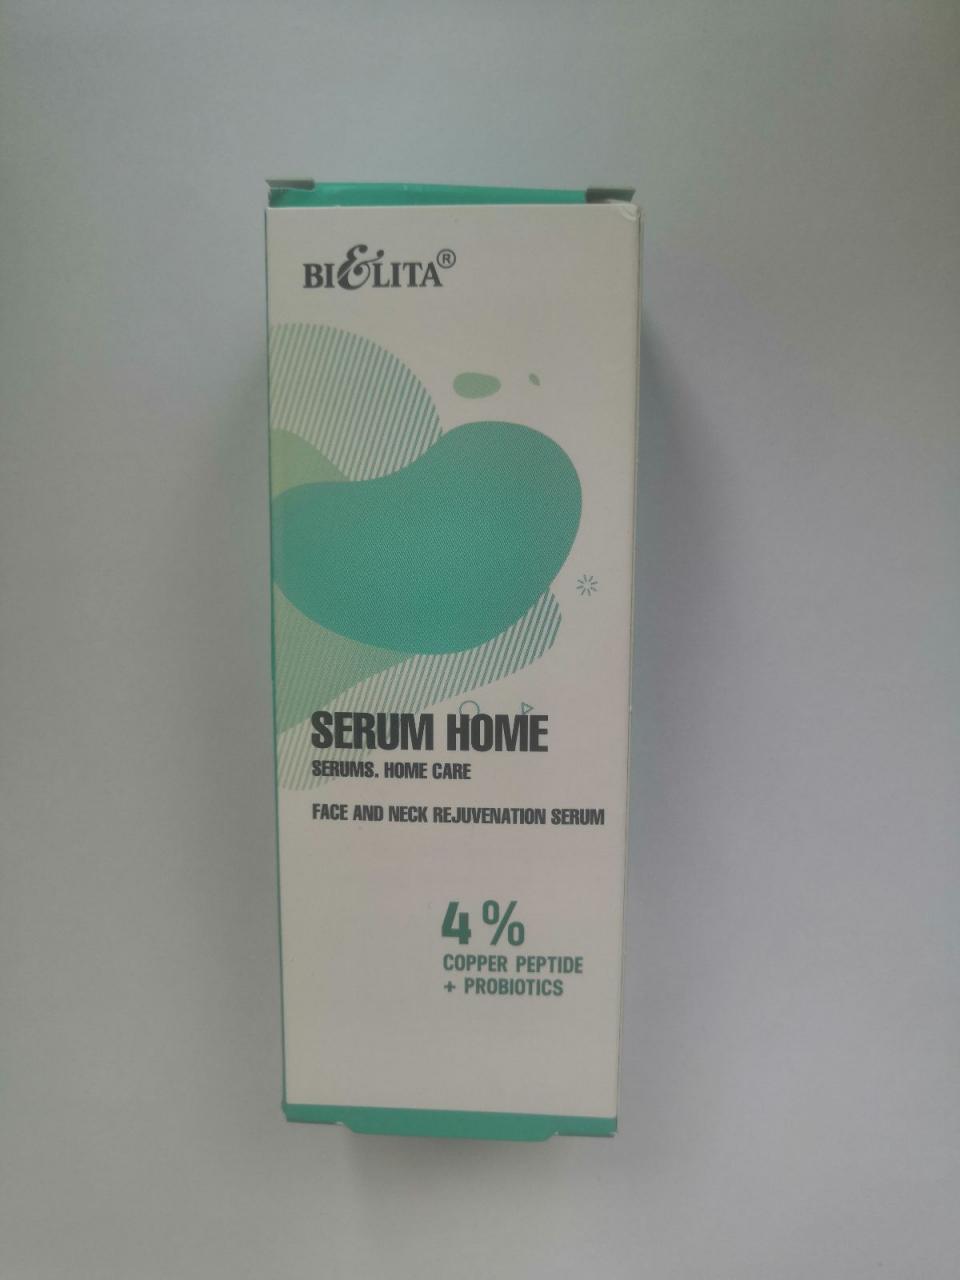 BIELITA®
SERUM HOME
SERUMS. HOME CARE
FACE AND NECK REJUVENATION SERUM
4%
COPPER PEPTIDE
+ PROBIOTICS